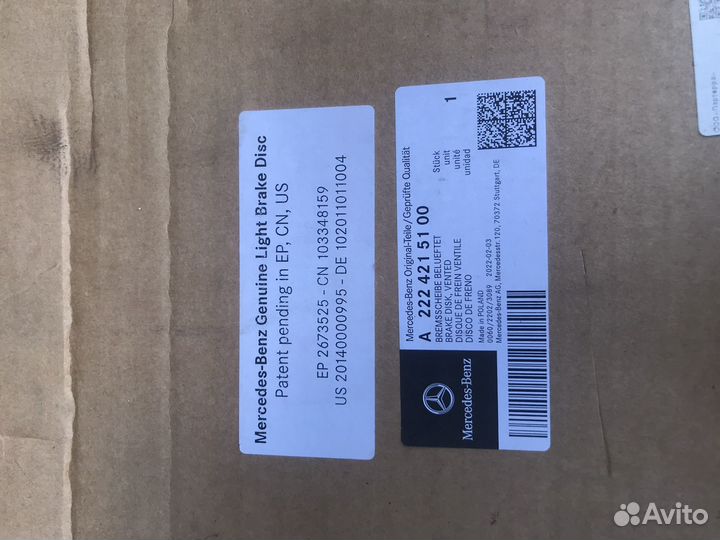 Mercedes-Benz Genuine Light Brake Disc
Patent pending in EP, CN, US
EP 2673525 - CN 103348159
US 20140000995 - DE 102011011004
Mercedes-Benz Original-Teile/Geprüfte Qualität
A 222 421 51 00
BREMSSCHEIBE BELUEFTET
BRAKE DISK, VENTED
DISQUE DE FREIN VENTILE
DISCO DE FRENO
Stück
unit
unité
unidad
1
Made in POLAND
0060/2202/3089 2022-02-03
Mercedes-Benz AG, Mercedesstr. 120, 70372 Stuttgart, DE
Mercedes-Benz
Avito